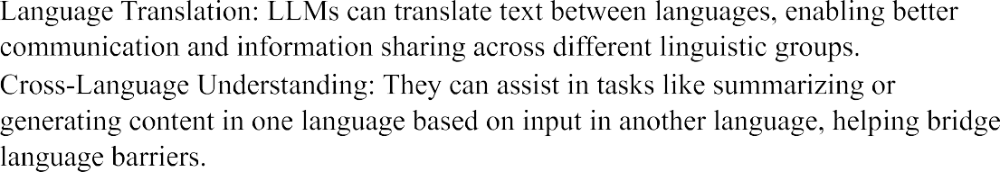 Language Translation: LLMs can translate text between languages, enabling better
communication and information sharing across different linguistic groups.
Cross-Language Understanding: They can assist in tasks like summarizing or
generating content in one language based on input in another language, helping bridge
language barriers.